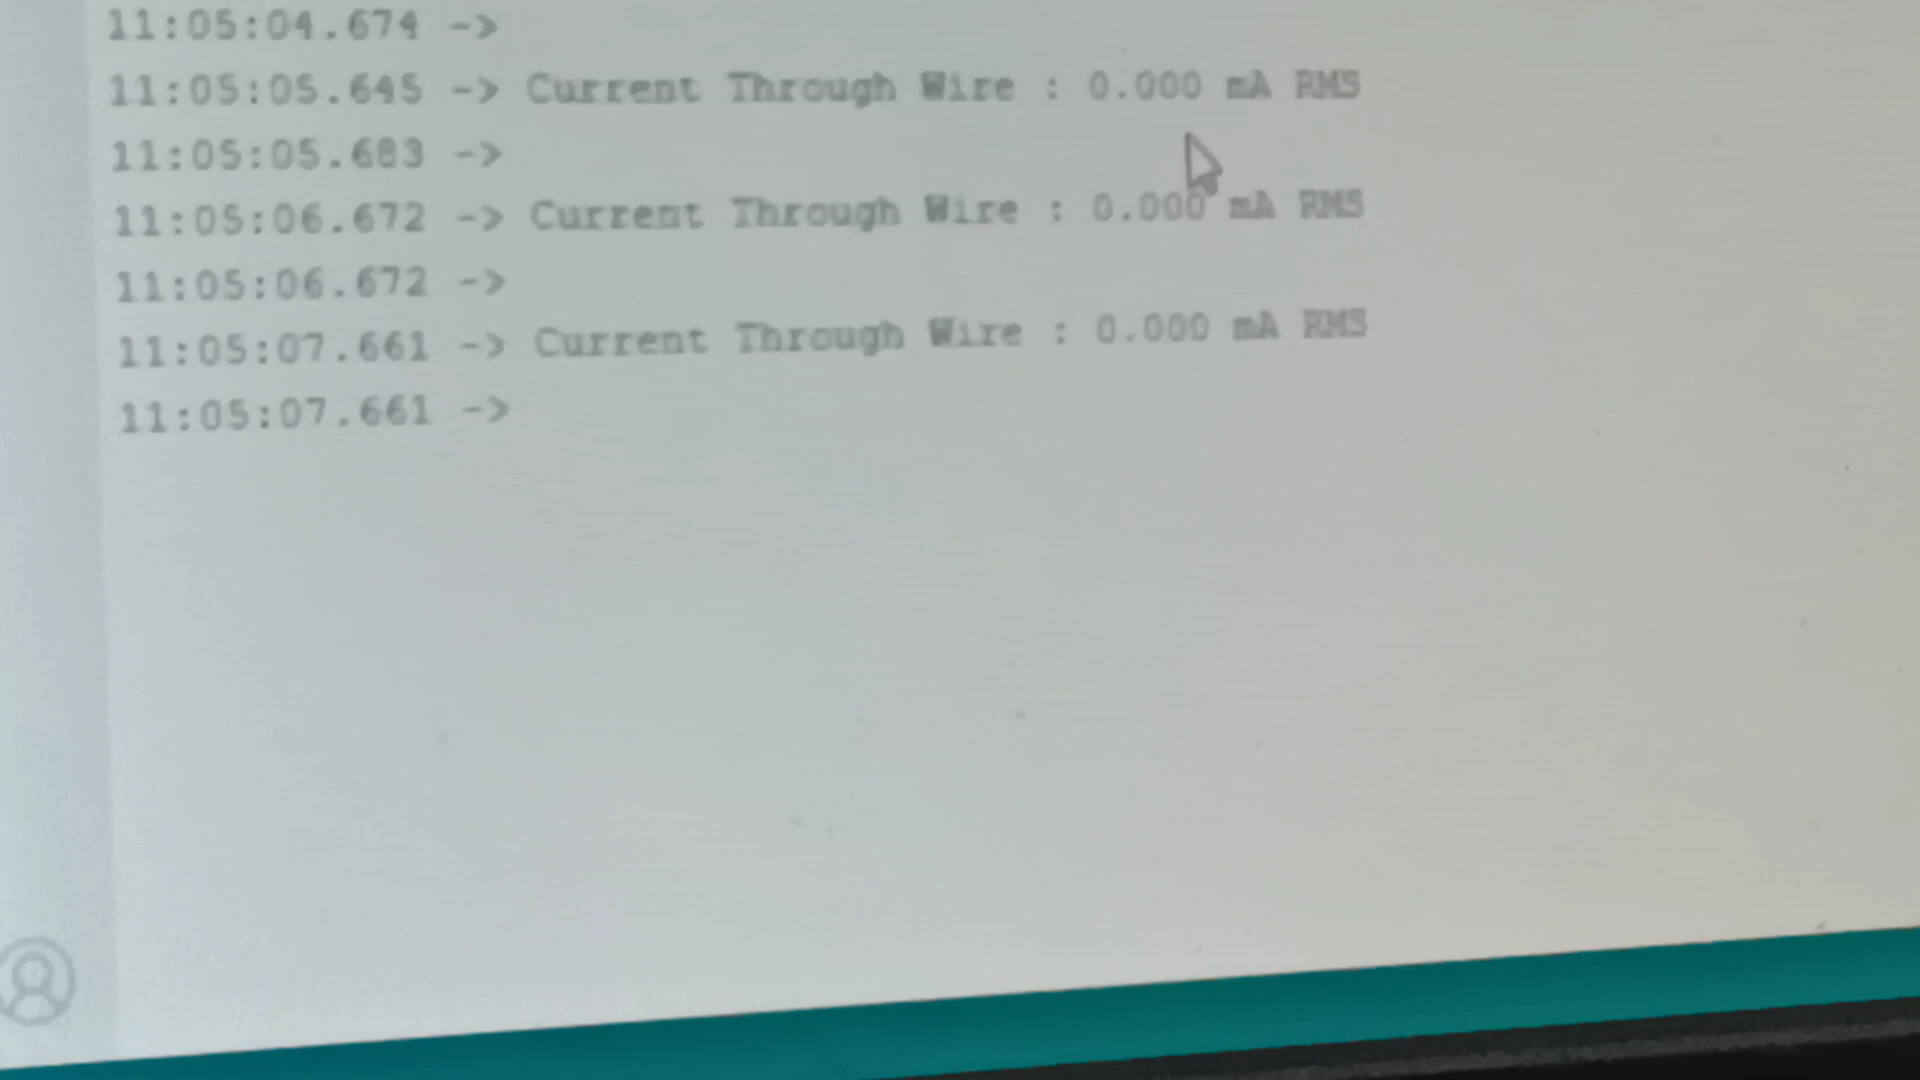 11:05:04.674 ->
11:05:05.645 -> Current Through Wire : 0.000 mA RMS
11:05:05.683 ->
11:05:06.672 -> Current Through Wire : 0.000 mA RMS
11:05:06.672 ->
11:05:07.661 -> Current Through Wire : 0.000 mA RMS
11:05:07.661 ->